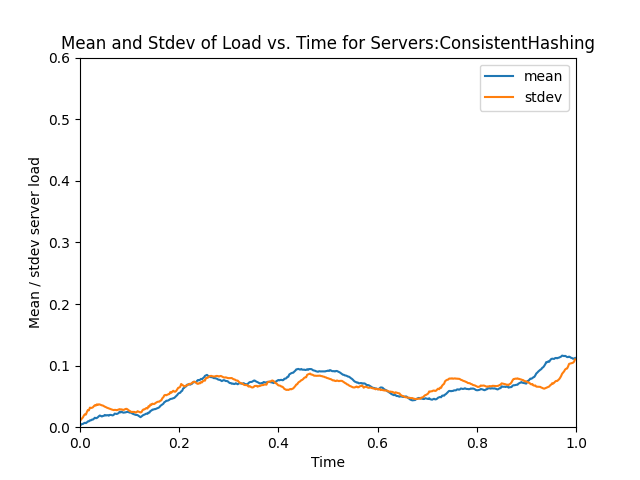 Mean and Stdev of Load vs. Time for Servers:ConsistentHashing
mean
stdev
Mean / stdev server load
0.6
0.5
0.4
0.3
0.2
0.1
0.0
0.0 0.2 0.4 0.6 0.8 1.0
Time